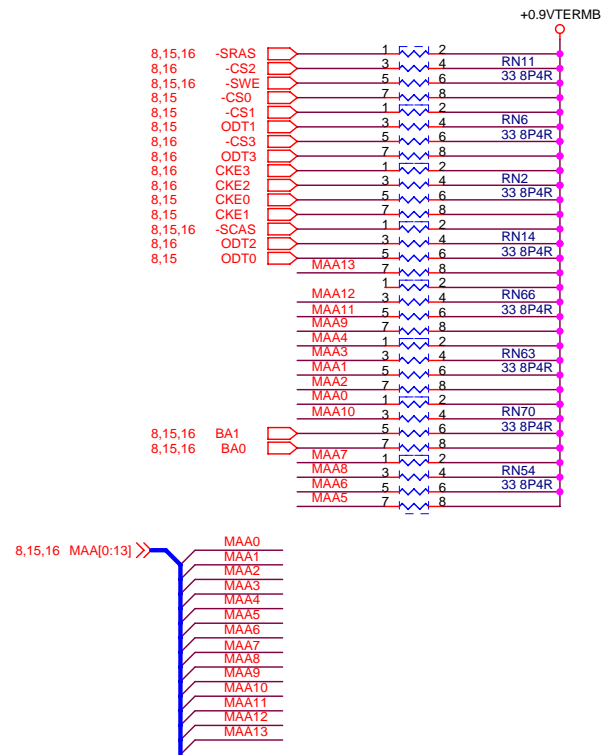 +0.9VTERMB
8,15,16 -SRAS 1 2
8,16 -CS2 3 4 RN11
8,15,16 -SWE 5 6 33 8P4R
8,15 -CS0 7 8
8,15 -CS1 1 2
8,15 ODT1 3 4 RN6
8,16 -CS3 5 6 33 8P4R
8,16 ODT3 7 8
8,16 CKE3 1 2
8,16 CKE2 3 4 RN2
8,15 CKE0 5 6 33 8P4R
8,15 CKE1 7 8
8,15,16 -SCAS 1 2
8,16 ODT2 3 4 RN14
8,15 ODT0 5 6 33 8P4R
MAA13 7 8
1 2
MAA12 3 4 RN66
MAA11 5 6 33 8P4R
MAA9 7 8
MAA4 1 2
MAA3 3 4 RN63
MAA1 5 6 33 8P4R
MAA2 7 8
MAA0 1 2
MAA10 3 4 RN70
8,15,16 BA1 5 6 33 8P4R
8,15,16 BA0 7 8
MAA7 1 2
MAA8 3 4 RN54
MAA6 5 6 33 8P4R
MAA5 7 8
8,15,16 MAA[0:13]
MAA0
MAA1
MAA2
MAA3
MAA4
MAA5
MAA6
MAA7
MAA8
MAA9
MAA10
MAA11
MAA12
MAA13